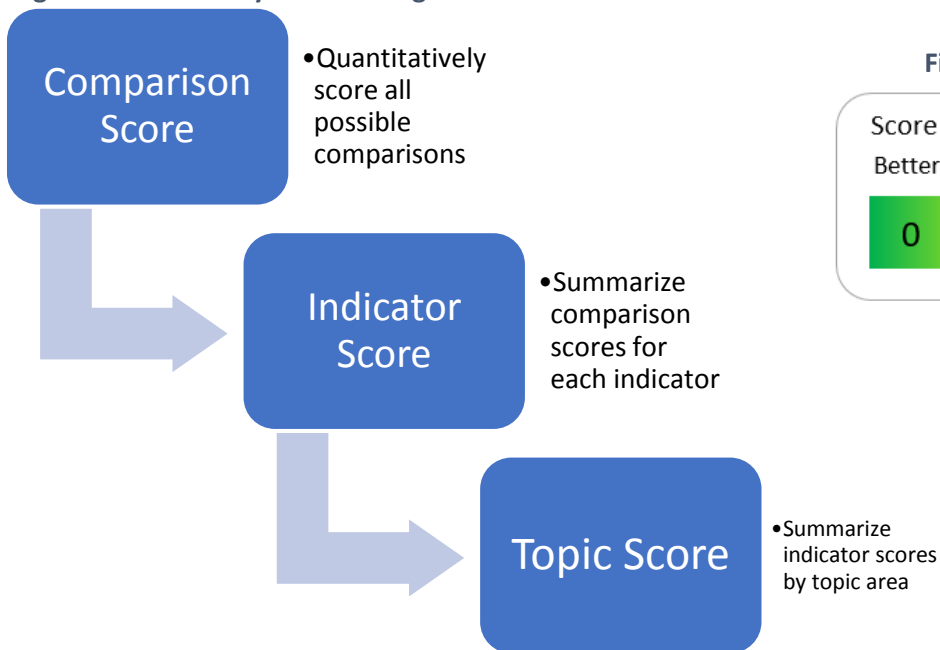 Comparison
Score
•Quantitatively
score all
possible
comparisons
Score
Better
0
Indicator
Score
•Summarize
comparison
scores for
each indicator
Topic Score
•Summarize
indicator scores
by topic area